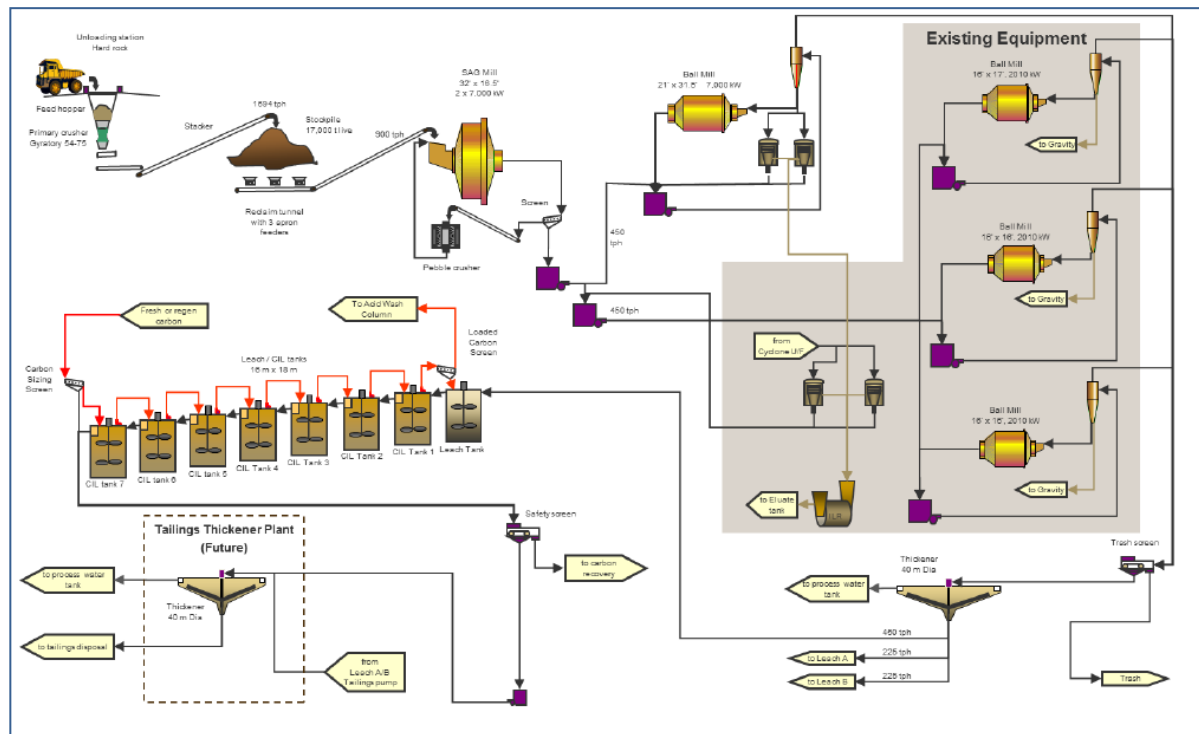 Unloading station
Hard rock
Feed hopper
Primary crusher
Gyratory 54-75
Stacker
1694 tph
Stockpile
17,000 t live
Reclaim tunnel
with 3 apron
feeders
900 tph
SAG Mill
32' x 16.5'
2 x 7,000 kW
Pebble crusher
Screen
450
tph
450 tph
Ball Mill
21' x 31.5' 7,000 kW
Existing Equipment
Ball Mill
16' x 17', 2010 kW
to Gravity
Ball Mill
16' x 16', 2010 kW
to Gravity
Ball Mill
16' x 16', 2010 kW
to Gravity
from
Cyclone U/F
ILR
to Eluate
tank
Fresh or regen
carbon
To Acid Wash
Column
Loaded
Carbon
Screen
Carbon
Sizing
Screen
Leach / CIL tanks
16 m x 18 m
CIL tank 7
CIL tank 6
CIL tank 5
CIL Tank 4
CIL Tank 3
CIL Tank 2
CIL Tank 1
Leach Tank
Safety screen
to carbon
recovery
Tailings Thickener Plant
(Future)
to process water
tank
Thickener
40 m Dia
to tailings disposal
from
Leach A/B
Tailings pump
Trash screen
Thickener
40 m Dia
to process water
tank
450 tph
225 tph
to Leach A
225 tph
to Leach B
Trash